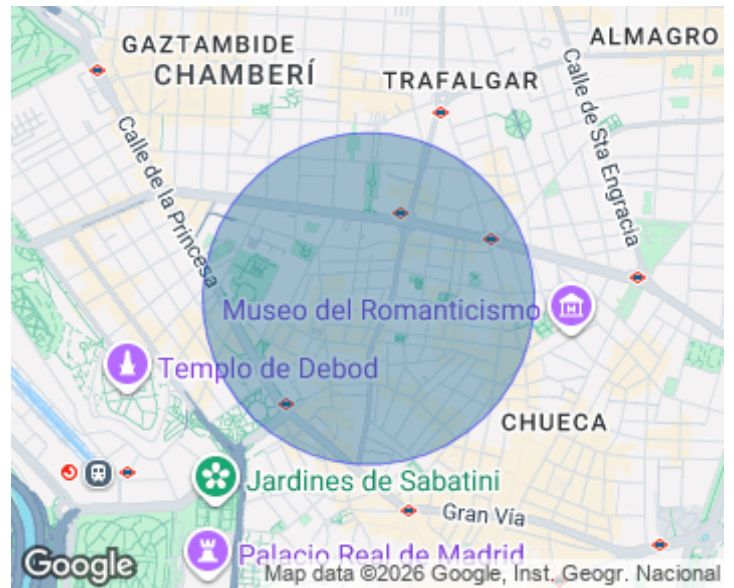 GAZTAMBIDE
CHAMBERÍ
ALMAGRO
TRAFALGAR
Calle de Sta Engracia
Calle de la Princesa
Museo del Romanticismo
Templo de Debod
CHUECA
Jardines de Sabatini
Gran Vía
Palacio Real de Madrid
Google
Map data ©2026 Google, Inst. Geogr. Nacional